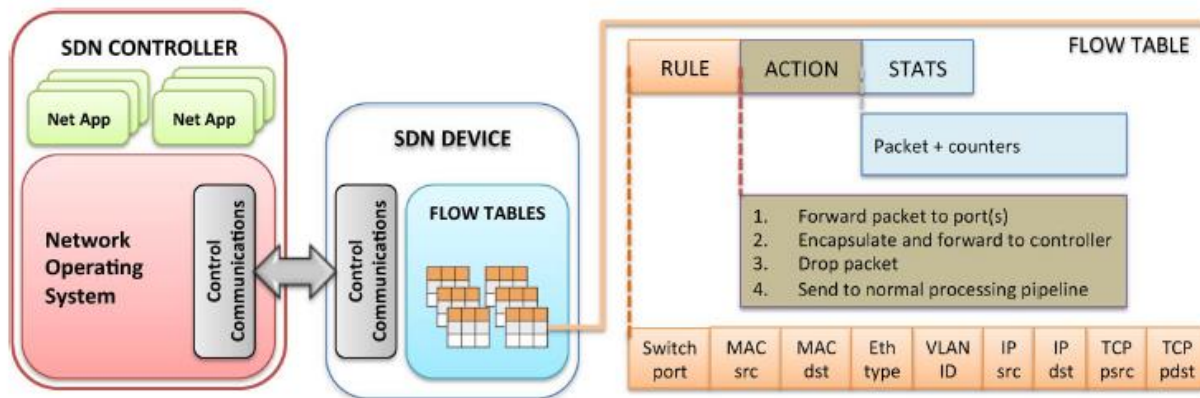 SDN CONTROLLER
Net App
Net App
Network
Operating
System
Control
Communications
SDN DEVICE
Control
Communications
FLOW TABLES
FLOW TABLE
RULE
ACTION
STATS
Packet + counters
1. Forward packet to port(s)
2. Encapsulate and forward to controller
3. Drop packet
4. Send to normal processing pipeline
Switch
port
MAC
src
MAC
dst
Eth
type
VLAN
ID
IP
src
IP
dst
TCP
psrc
TCP
pdst